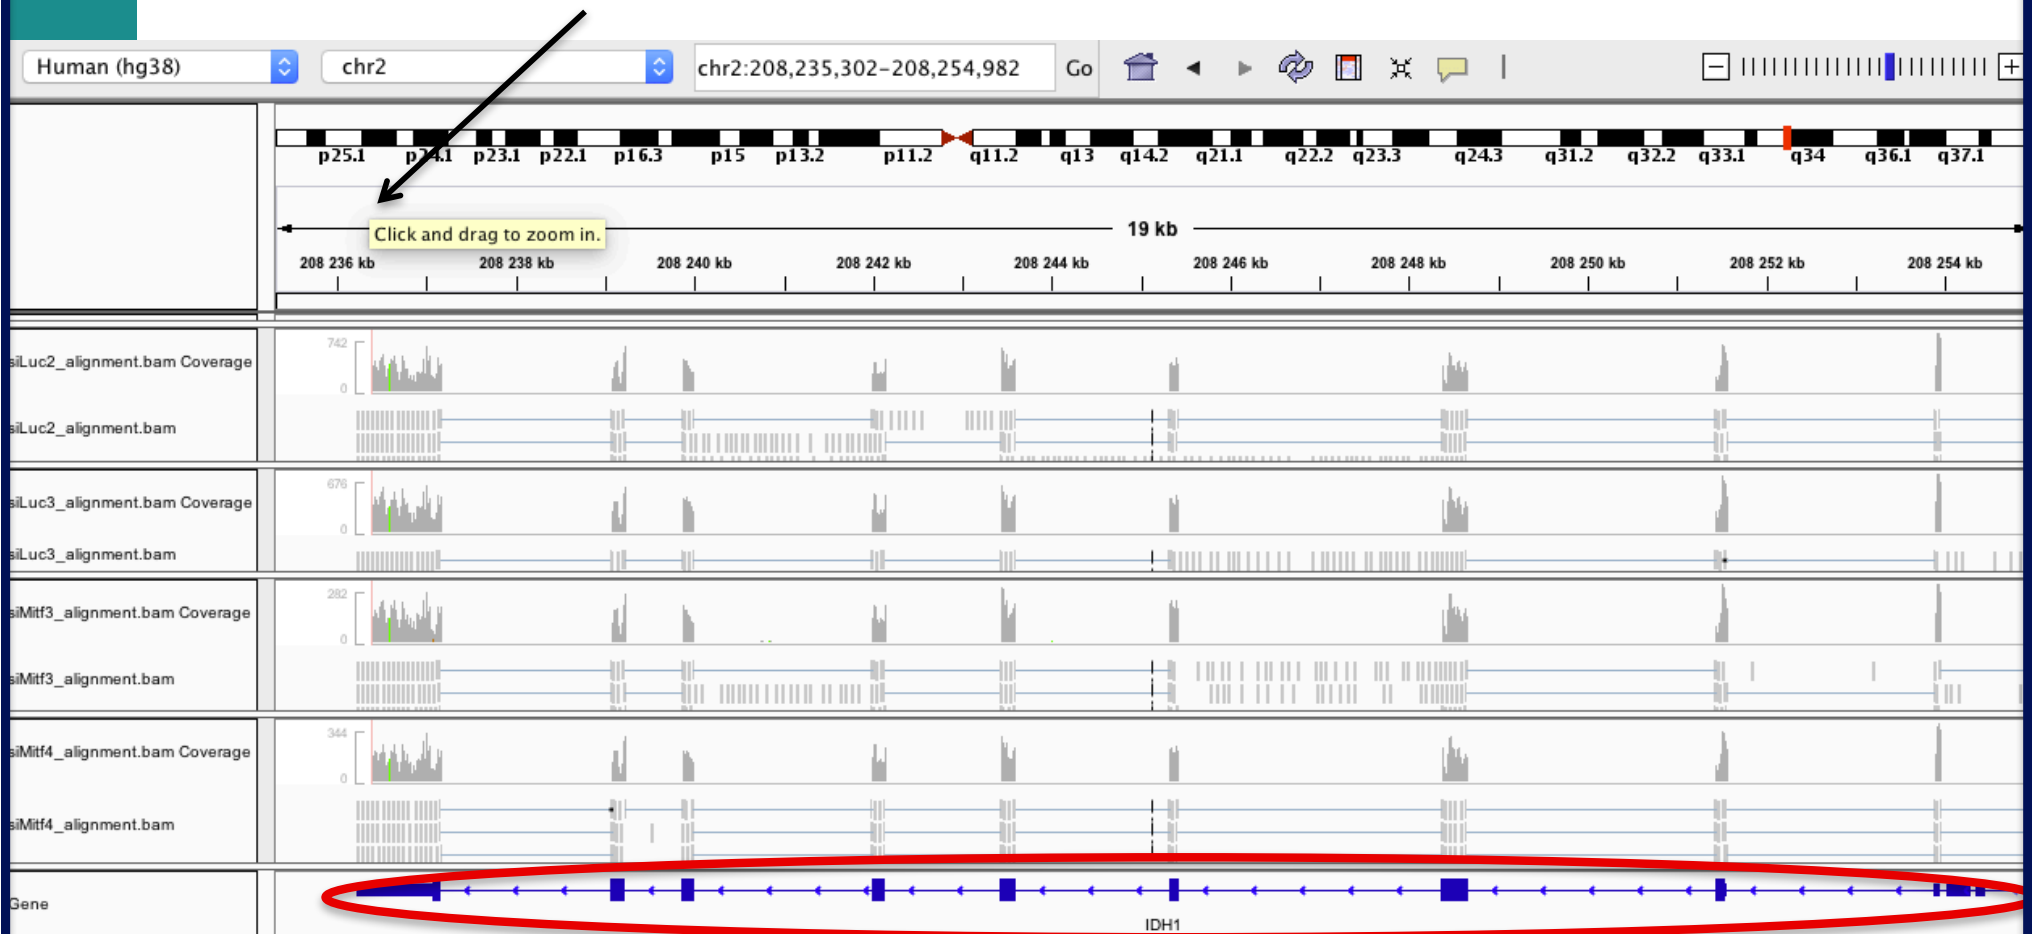 Human (hg38) chr2 chr2:208,235,302-208,254,982 Go
p25.1 p24.1 p23.1 p22.1 p16.3 p15 p13.2 p11.2 q11.2 q13 q14.2 q21.1 q22.2 q23.3 q24.3 q31.2 q32.2 q33.1 q34 q36.1 q37.1
19 kb
Click and drag to zoom in.
208 236 kb 208 238 kb 208 240 kb 208 242 kb 208 244 kb 208 246 kb 208 248 kb 208 250 kb 208 252 kb 208 254 kb
742
siLuc2_alignment.bam Coverage
0
siLuc2_alignment.bam
676
siLuc3_alignment.bam Coverage
0
siLuc3_alignment.bam
282
siMitf3_alignment.bam Coverage
0
siMitf3_alignment.bam
344
siMitf4_alignment.bam Coverage
0
siMitf4_alignment.bam
Gene
IDH1